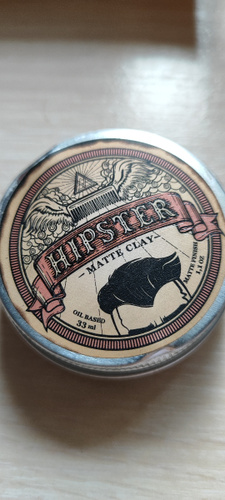 HIPSTER
MATTE CLAY
OIL BASED
33 ml
MATTE FINISH
1.1 OZ